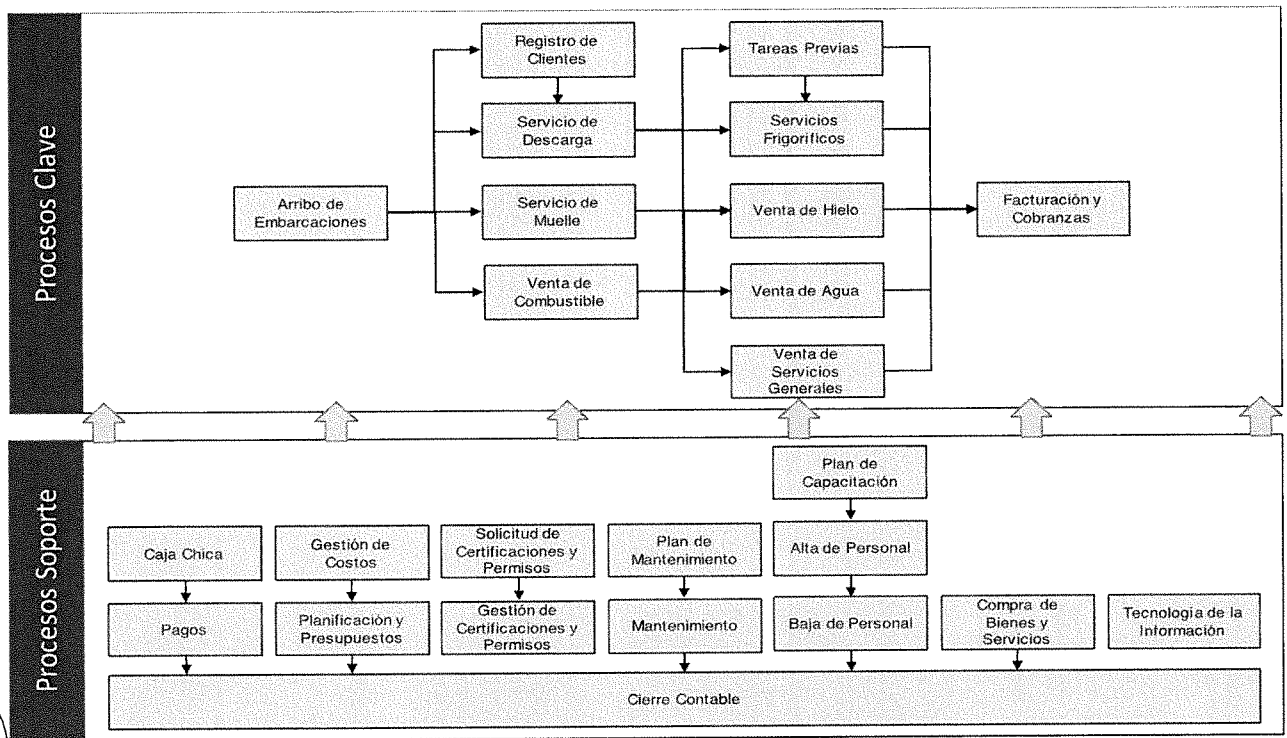 Procesos Clave
Registro de
Clientes
Tareas Previas
Servicio de
Descarga
Servicios
Frigoríficos
Arribo de
Embarcaciones
Servicio de
Muelle
Venta de Hielo
Facturación y
Cobranzas
Venta de
Combustible
Venta de Agua
Venta de
Servicios
Generales
Procesos Soporte
Plan de
Capacitación
Caja Chica
Gestión de
Costos
Solicitud de
Certificaciones y
Permisos
Plan de
Mantenimiento
Alta de Personal
Pagos
Planificación y
Presupuestos
Gestión de
Certificaciones y
Permisos
Mantenimiento
Baja de Personal
Compra de
Bienes y
Servicios
Tecnología de la
Información
Cierre Contable